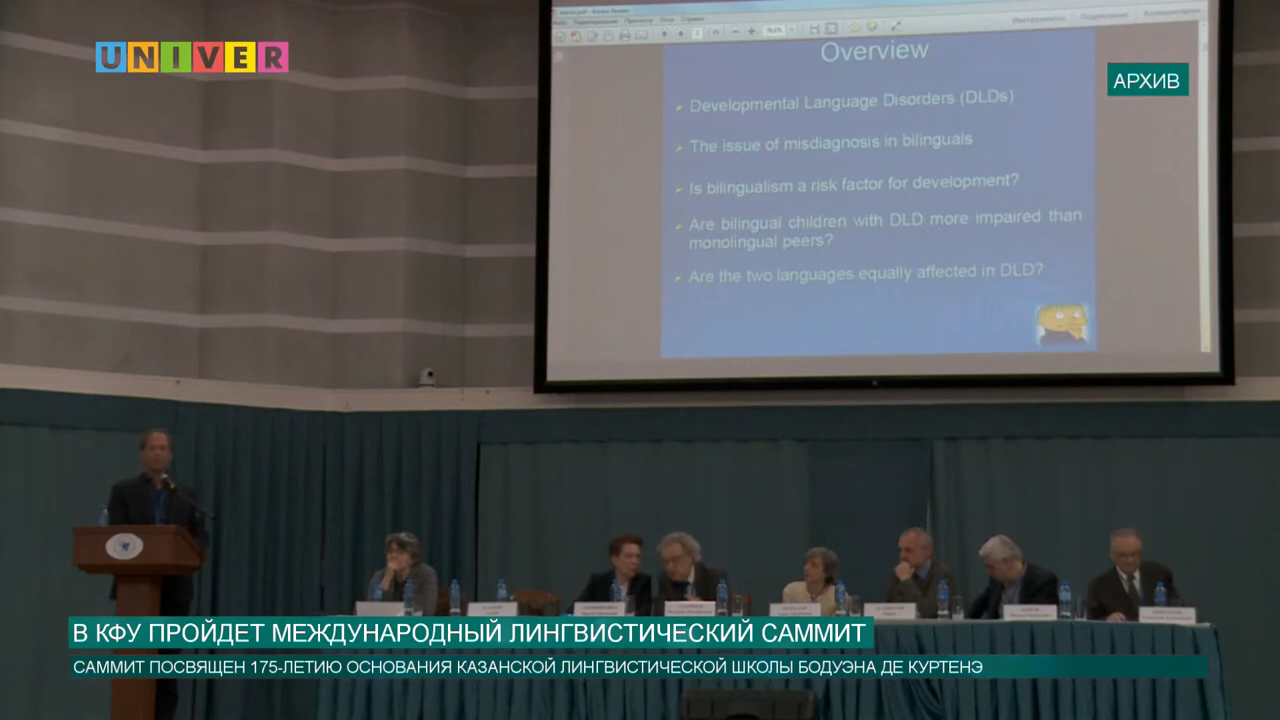 UNIVER
АРХИВ
Overview
Developmental Language Disorders (DLDs)
The issue of misdiagnosis in bilinguals
Is bilingualism a risk factor for development?
Are bilingual children with DLD more impaired than
monolingual peers?
Are the two languages equally affected in DLD?
В КФУ ПРОЙДЕТ МЕЖДУНАРОДНЫЙ ЛИНГВИСТИЧЕСКИЙ САММИТ
САММИТ ПОСВЯЩЕН 175-ЛЕТИЮ ОСНОВАНИЯ КАЗАНСКОЙ ЛИНГВИСТИЧЕСКОЙ ШКОЛЫ БОДУЭНА ДЕ КУРТЕНЭ